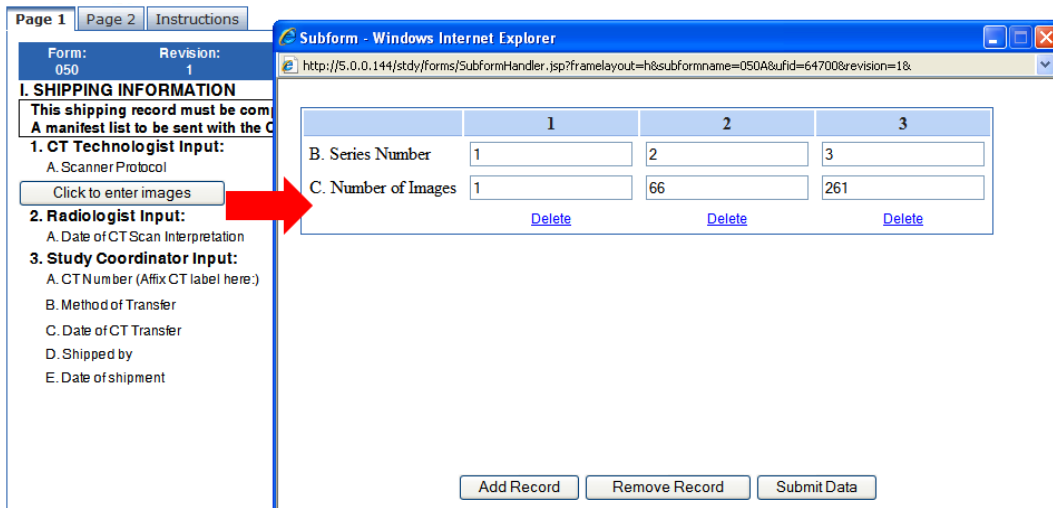 Page 1 Page 2 Instructions
Form: Revision:
050 1
I. SHIPPING INFORMATION
This shipping record must be com
A manifest list to be sent with the C
1. CT Technologist Input:
A. Scanner Protocol
Click to enter images
2. Radiologist Input:
A. Date of CT Scan Interpretation
3. Study Coordinator Input:
A. CT Number (Affix CT label here:)
B. Method of Transfer
C. Date of CT Transfer
D. Shipped by
E. Date of shipment
Subform - Windows Internet Explorer
http://5.0.0.144/stdy/forms/SubformHandler.jsp?framelayout=h&subformname=050A&ufid=64700&revision=1&
1 2 3
B. Series Number 1 2 3
C. Number of Images 1 66 261
Delete Delete Delete
Add Record Remove Record Submit Data